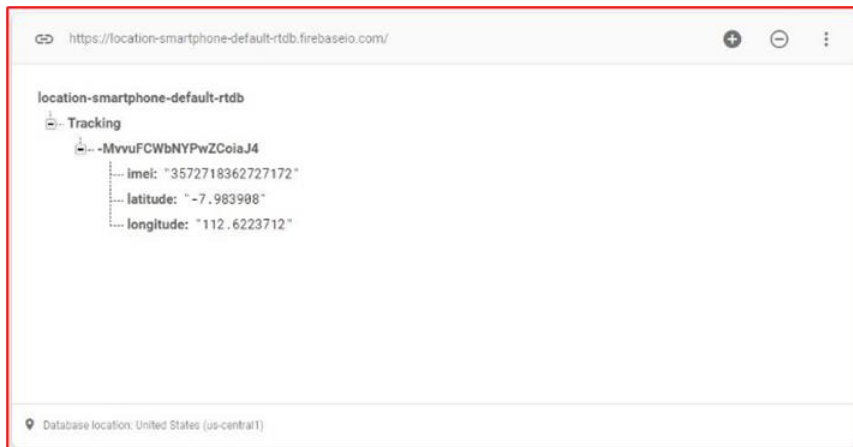 https://location-smartphone-default-rtdb.firebaseio.com/
location-smartphone-default-rtdb
Tracking
-MvvuFCWbNYPwZCoiaJ4
imei: "3572718362727172"
latitude: "-7.983908"
longitude: "112.6223712"
Database location: United States (us-central1)